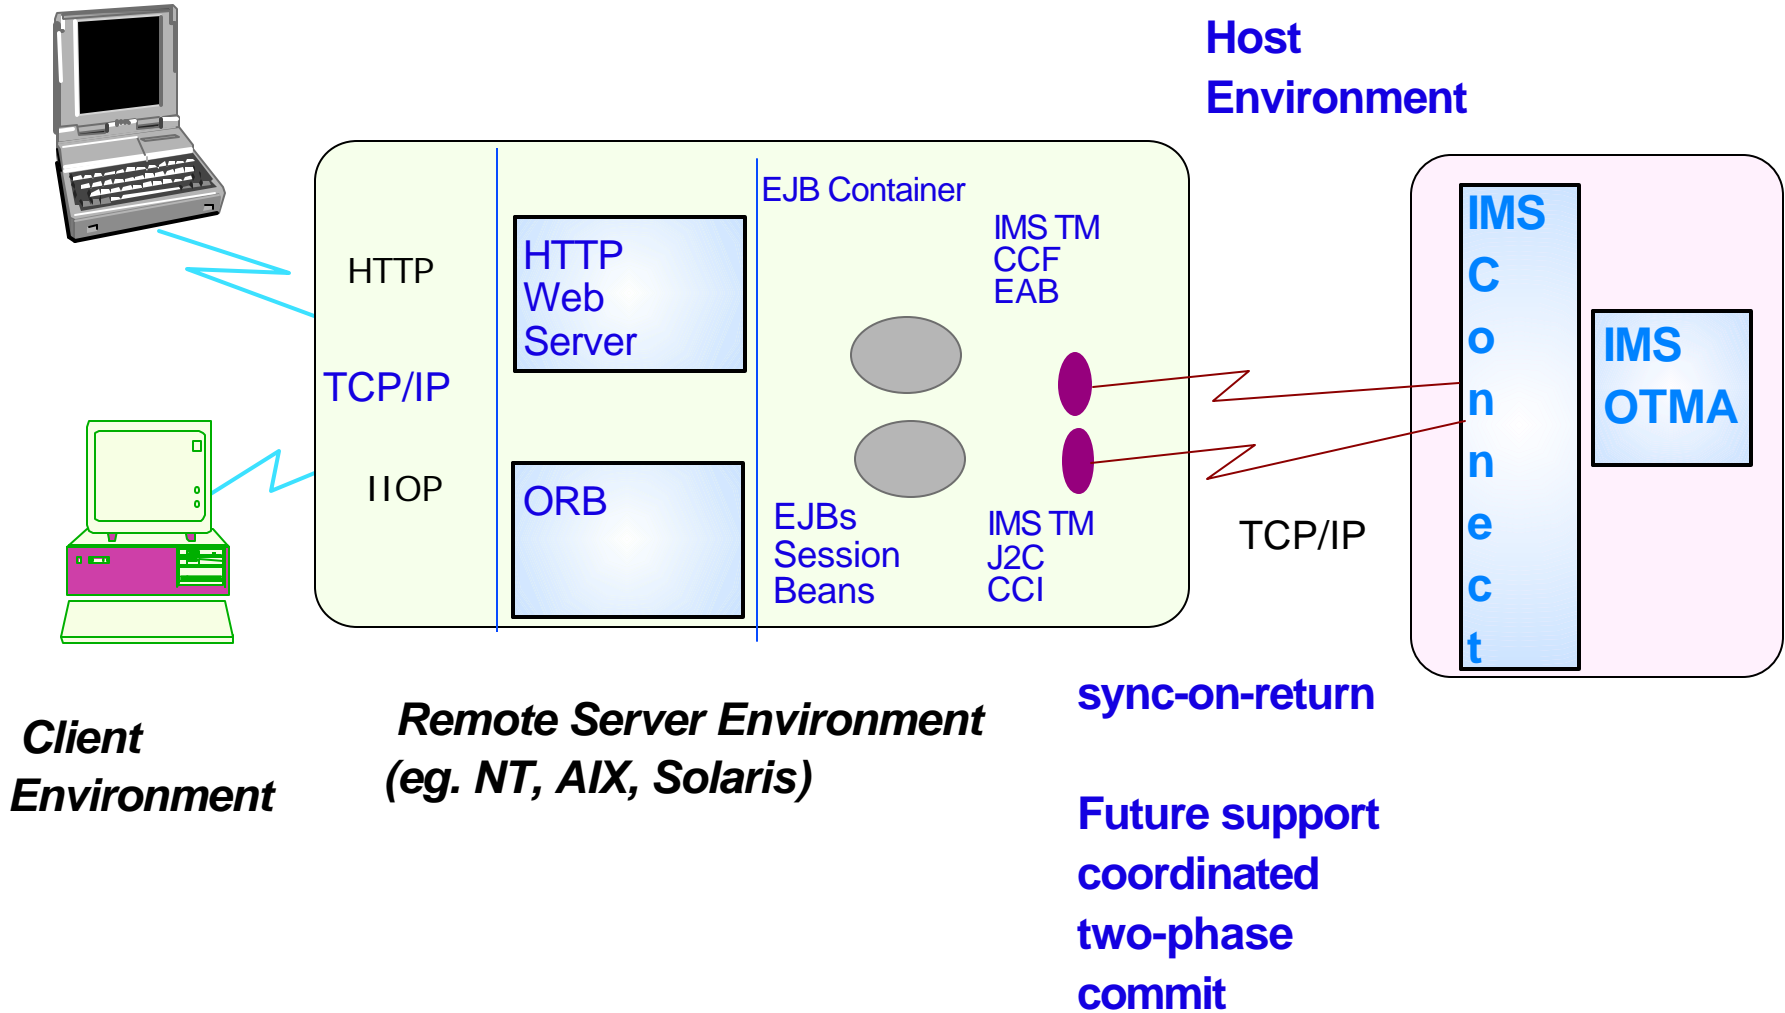 Host
Environment
HTTP
TCP/IP
IIOP
HTTP
Web
Server
ORB
EJB Container
IMS TM
CCF
EAB
EJBs
Session
Beans
IMS TM
J2C
CCI
TCP/IP
IMS
C
o
n
n
e
c
t
IMS
OTMA
Client
Environment
Remote Server Environment
(eg. NT, AIX, Solaris)
sync-on-return
Future support
coordinated
two-phase
commit